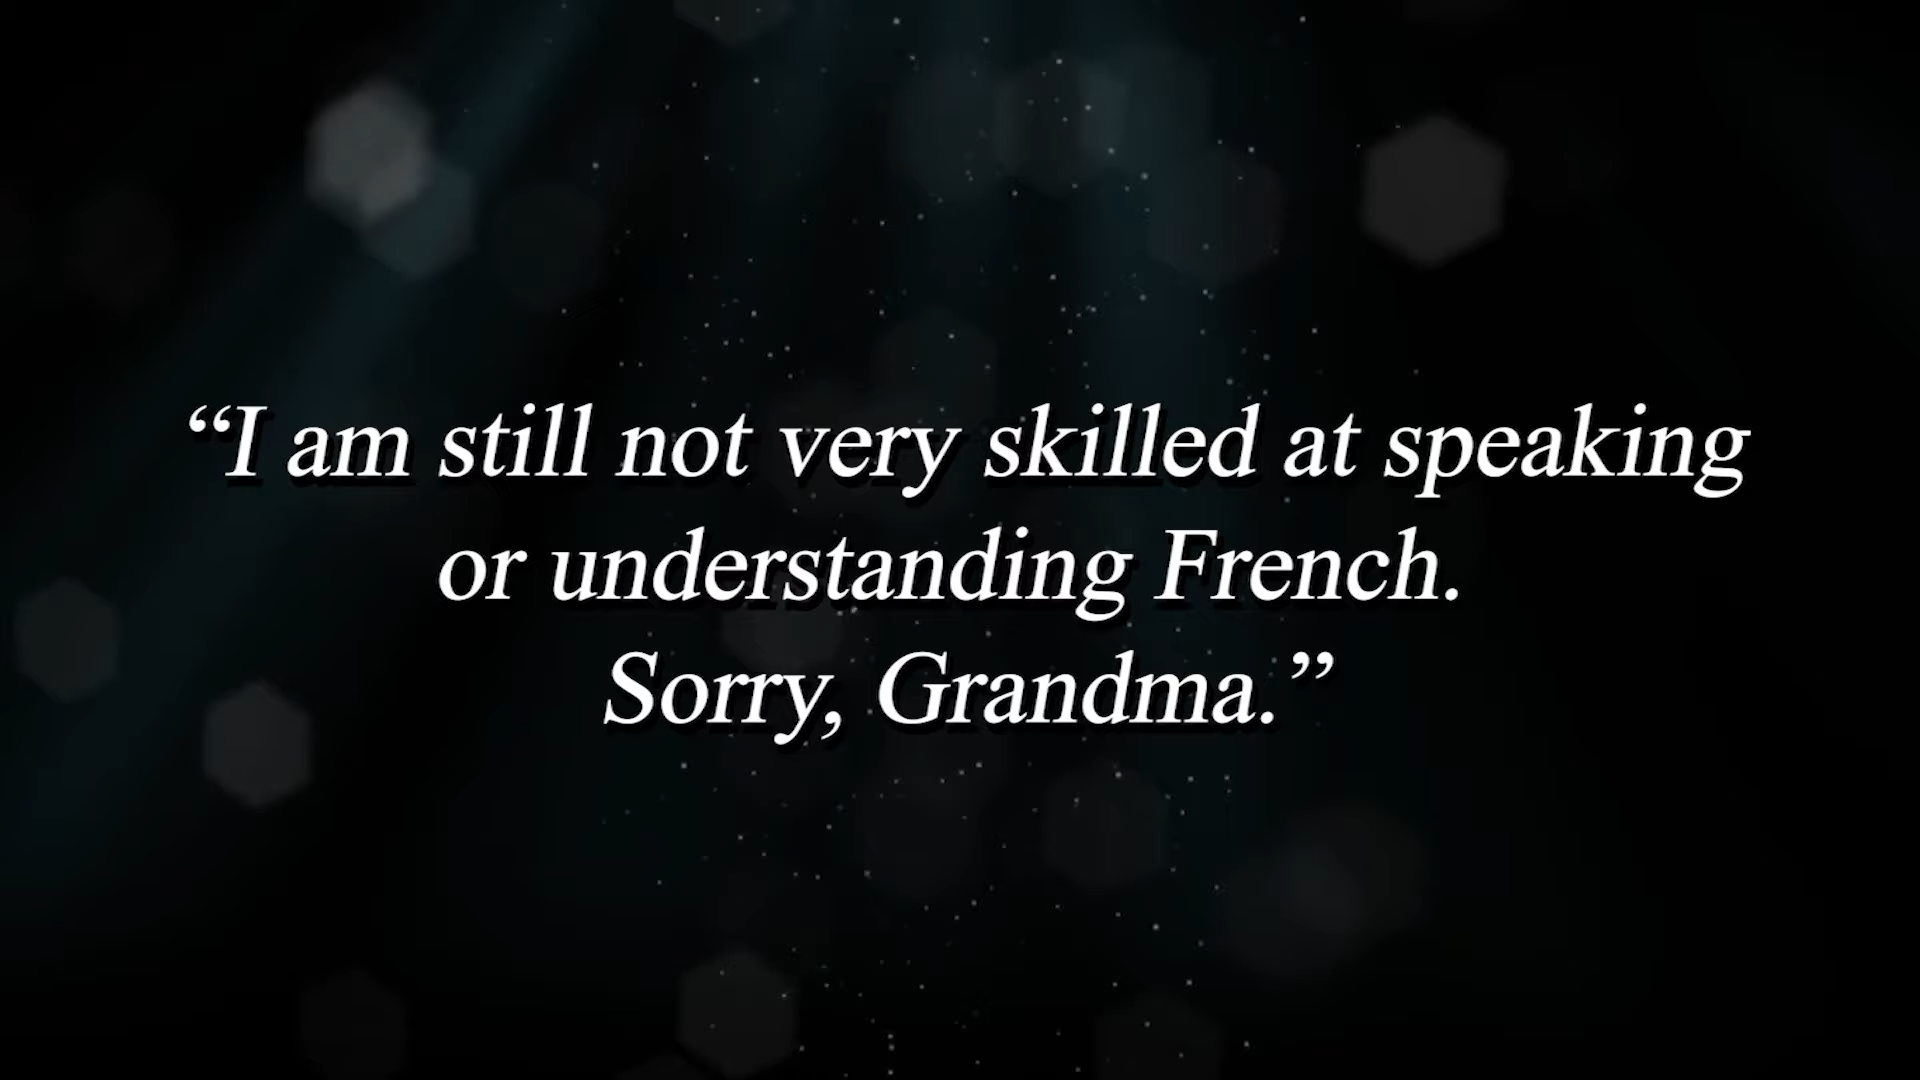 “I am still not very skilled at speaking
or understanding French.
Sorry, Grandma.”